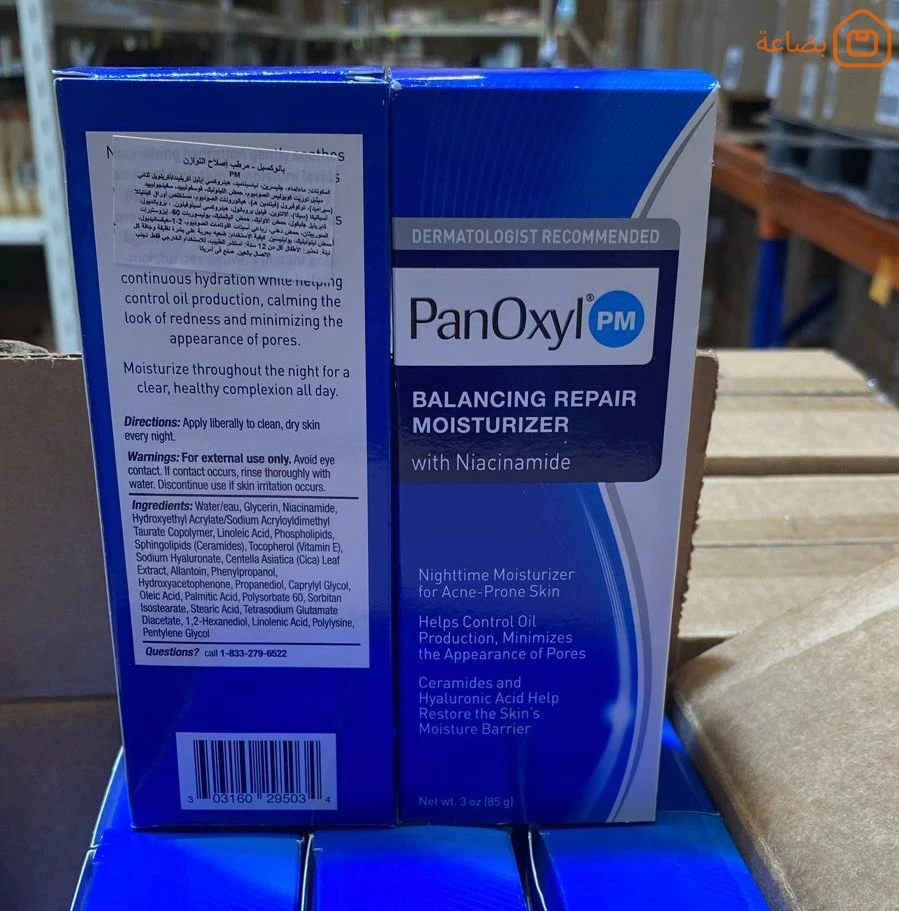 بضاعة
بانوكسيل - مرطب إصلاح التوازن
PM
continuous hydration while helping
control oil production, calming the
look of redness and minimizing the
appearance of pores.
Moisturize throughout the night for a
clear, healthy complexion all day.
Directions: Apply liberally to clean, dry skin
every night.
Warnings: For external use only. Avoid eye
contact. If contact occurs, rinse thoroughly with
water. Discontinue use if skin irritation occurs.
Ingredients: Water/eau, Glycerin, Niacinamide,
Hydroxyethyl Acrylate/Sodium Acryloyldimethyl
Taurate Copolymer, Linoleic Acid, Phospholipids,
Sphingolipids (Ceramides), Tocopherol (Vitamin E),
Sodium Hyaluronate, Centella Asiatica (Cica) Leaf
Extract, Allantoin, Phenylpropanol,
Hydroxyacetophenone, Propanediol, Caprylyl Glycol,
Oleic Acid, Palmitic Acid, Polysorbate 60, Sorbitan
Isostearate, Stearic Acid, Tetrasodium Glutamate
Diacetate, 1,2-Hexanediol, Linolenic Acid, Polylysine,
Pentylene Glycol
Questions? call 1-833-279-6522
3 03160 29503 4
DERMATOLOGIST RECOMMENDED
PanOxyl® PM
BALANCING REPAIR
MOISTURIZER
with Niacinamide
Nighttime Moisturizer
for Acne-Prone Skin
Helps Control Oil
Production, Minimizes
the Appearance of Pores
Ceramides and
Hyaluronic Acid Help
Restore the Skin's
Moisture Barrier
Net wt. 3 oz (85 g)